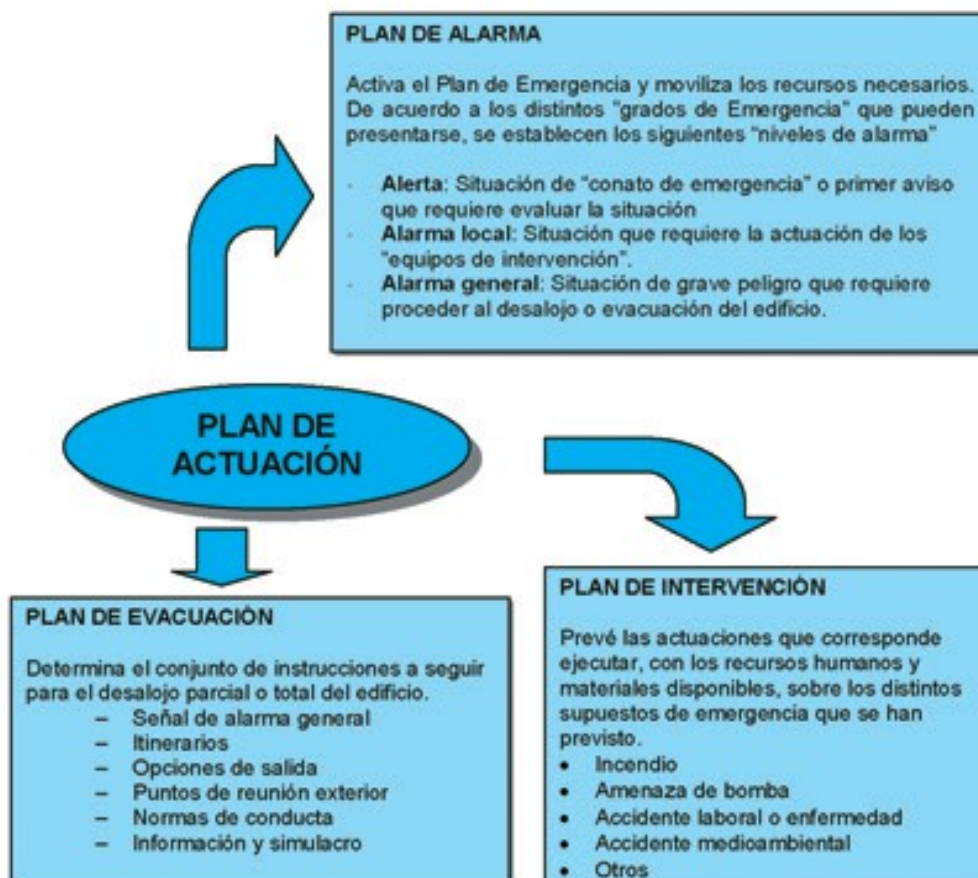 PLAN DE ALARMA
Activa el Plan de Emergencia y moviliza los recursos necesarios.
De acuerdo a los distintos "grados de Emergencia" que pueden
presentarse, se establecen los siguientes "niveles de alarma"
· Alerta: Situación de "conato de emergencia" o primer aviso
que requiere evaluar la situación
· Alarma local: Situación que requiere la actuación de los
"equipos de intervención".
· Alarma general: Situación de grave peligro que requiere
proceder al desalojo o evacuación del edificio.
PLAN DE
ACTUACIÓN
PLAN DE EVACUACIÓN
Determina el conjunto de instrucciones a seguir
para el desalojo parcial o total del edificio.
– Señal de alarma general
– Itinerarios
– Opciones de salida
– Puntos de reunión exterior
– Normas de conducta
– Información y simulacro
PLAN DE INTERVENCIÓN
Prevé las actuaciones que corresponde
ejecutar, con los recursos humanos y
materiales disponibles, sobre los distintos
supuestos de emergencia que se han
previsto.
• Incendio
• Amenaza de bomba
• Accidente laboral o enfermedad
• Accidente medioambiental
• Otros